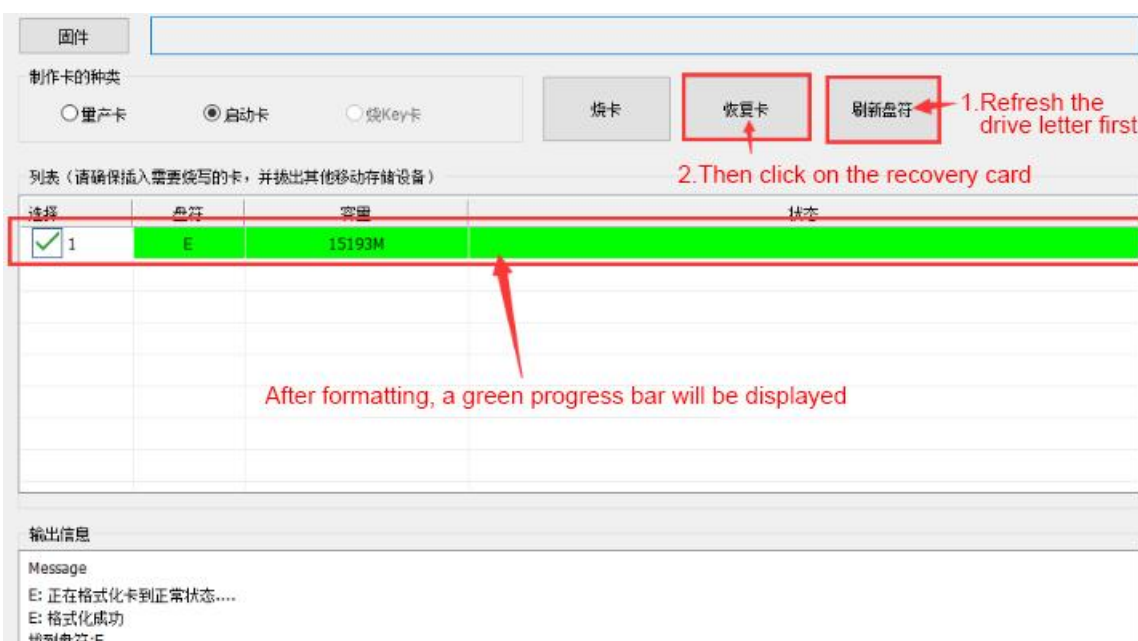 固件
制作卡的种类
量产卡
启动卡
烧Key卡
烧卡
恢复卡
刷新盘符
1.Refresh the
drive letter first
2.Then click on the recovery card
列表（请确保插入需要烧写的卡，并拔出其他移动存储设备）
选择 盘符 容量 状态
1 E 15193M
After formatting, a green progress bar will be displayed
输出信息
Message
E: 正在格式化卡到正常状态....
E: 格式化成功
找到盘符:E